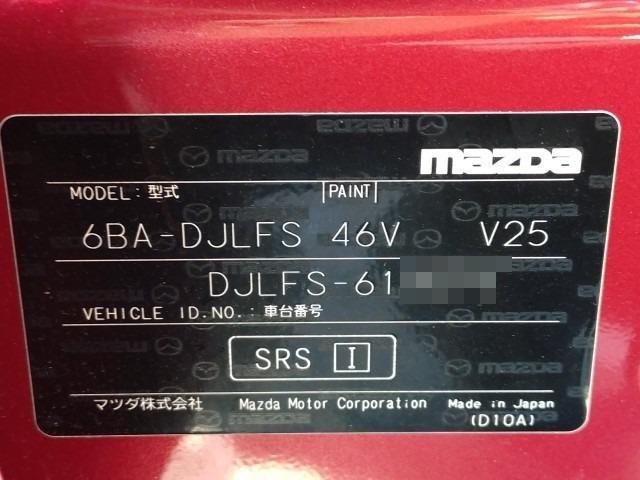 mazda
MODEL : 型式 PAINT
6BA-DJLFS 46V V25
DJLFS-61
VEHICLE ID.NO. : 車台番号
SRS I
マツダ株式会社 Mazda Motor Corporation Made in Japan
(D10A)